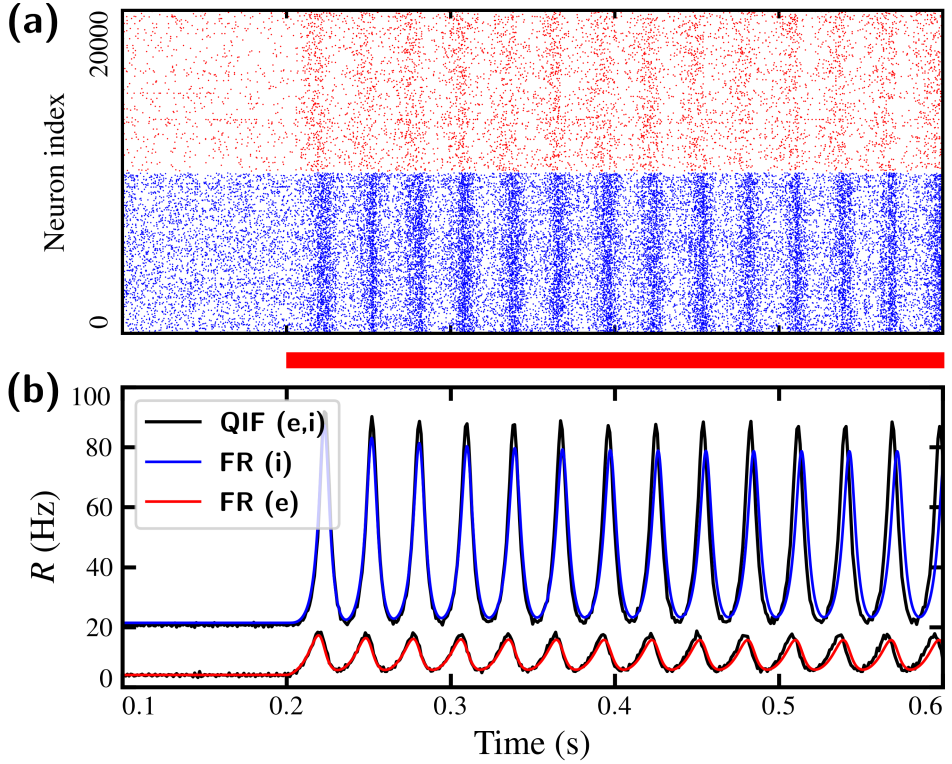 (a)
20000
Neuron index
0
(b)
100
80
60
40
20
0
R (Hz)
QIF (e,i)
FR (i)
FR (e)
0.1 0.2 0.3 0.4 0.5 0.6
Time (s)